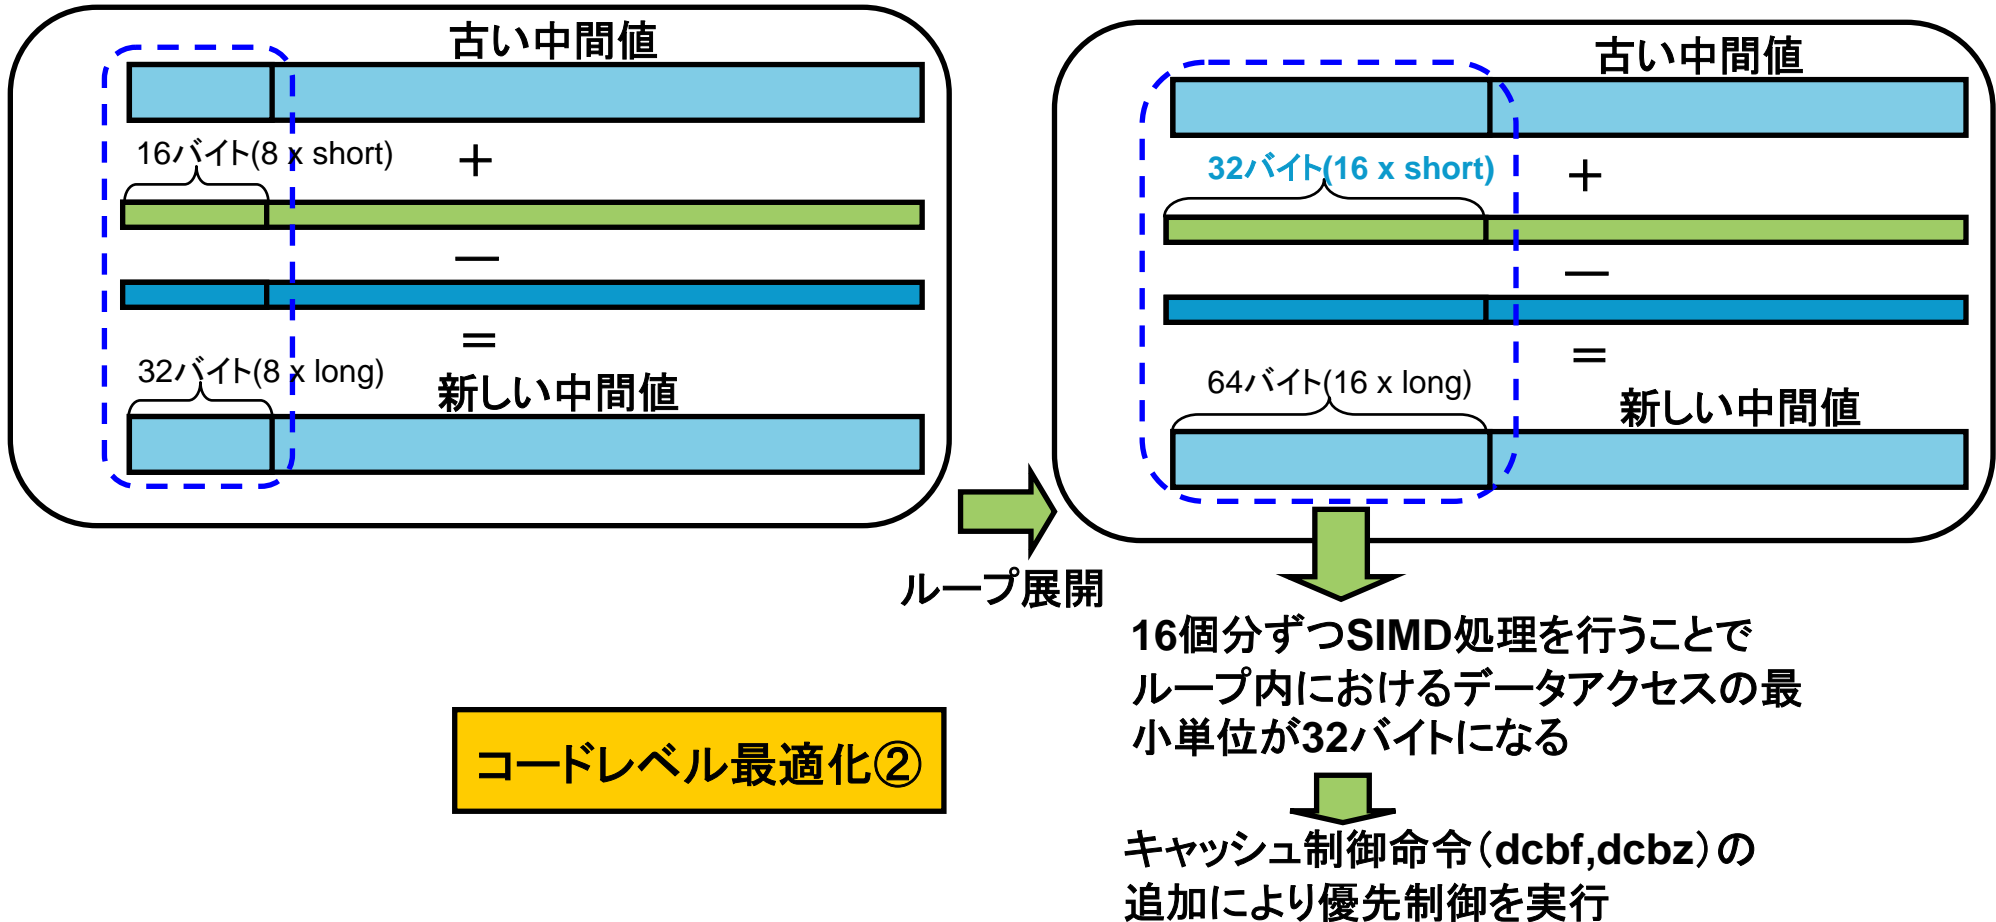 古い中間値
16バイト(8 x short)
＋
－
＝
32バイト(8 x long)
新しい中間値
ループ展開
古い中間値
32バイト(16 x short)
＋
－
＝
64バイト(16 x long)
新しい中間値
16個分ずつSIMD処理を行うことで
ループ内におけるデータアクセスの最
小単位が32バイトになる
コードレベル最適化②
キャッシュ制御命令（dcbf,dcbz）の
追加により優先制御を実行